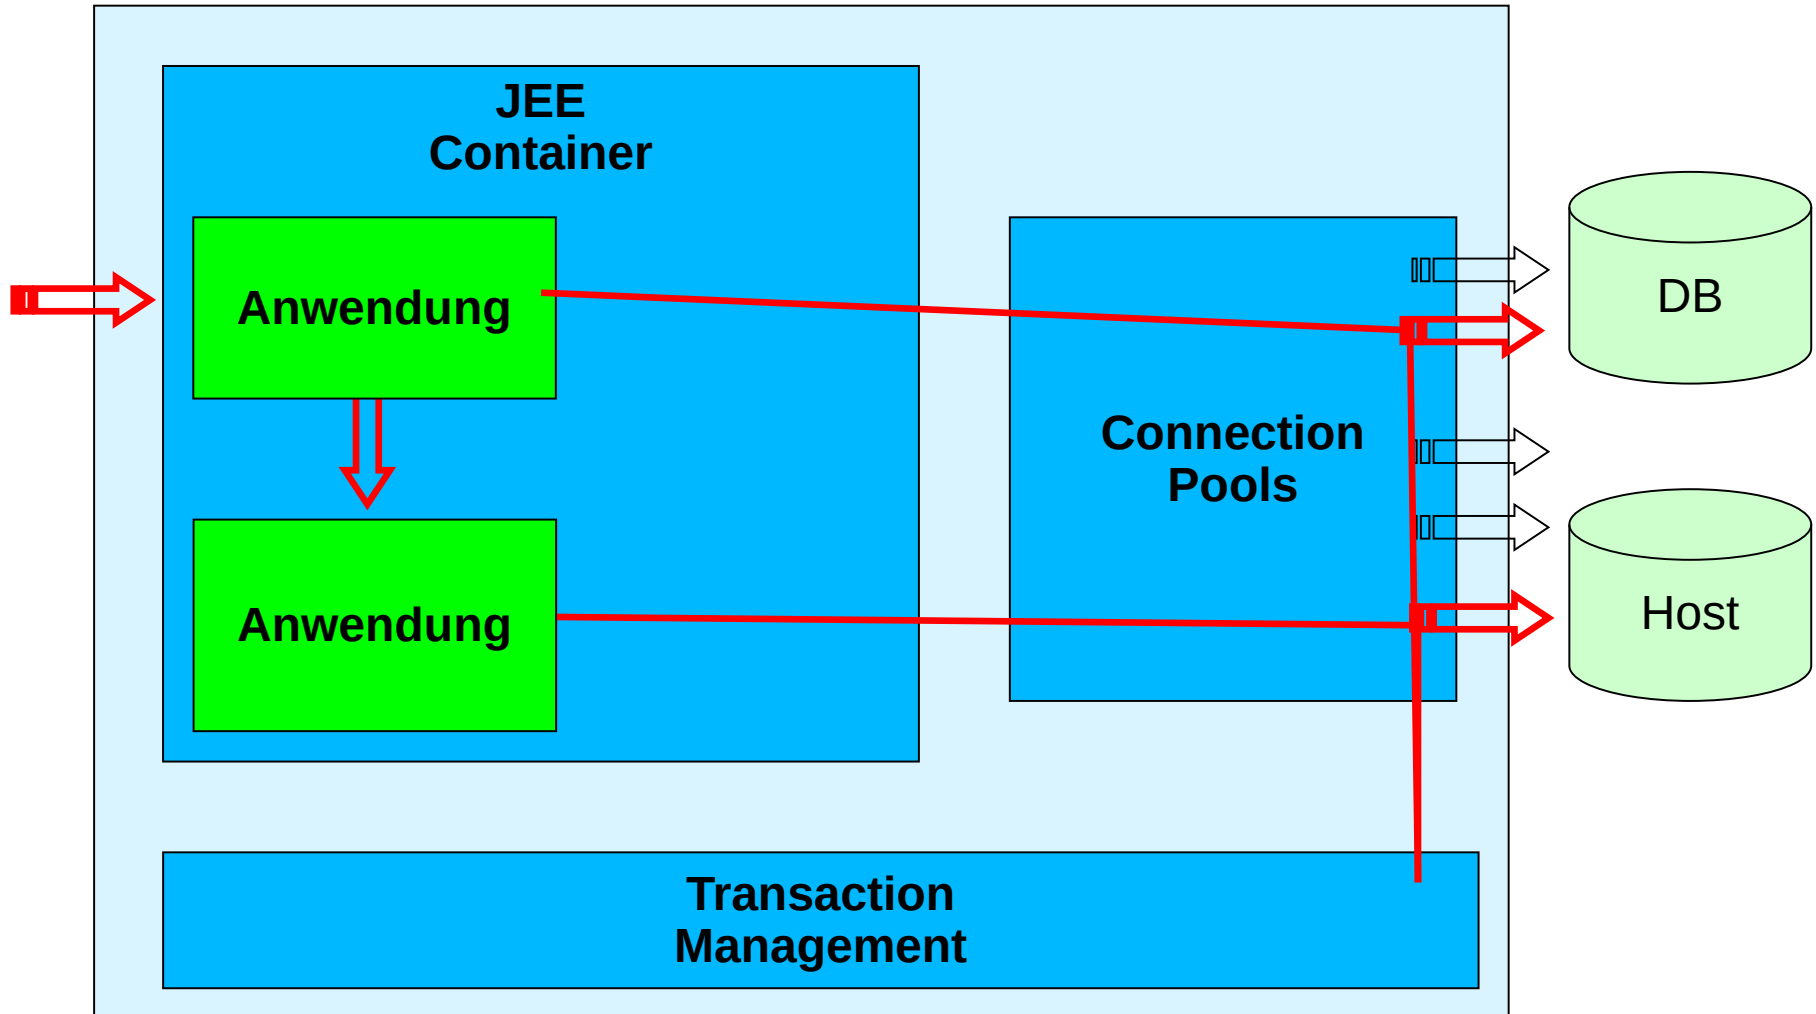 JEE
Container
Anwendung
DB
Connection
Pools
Anwendung
Host
Transaction
Management